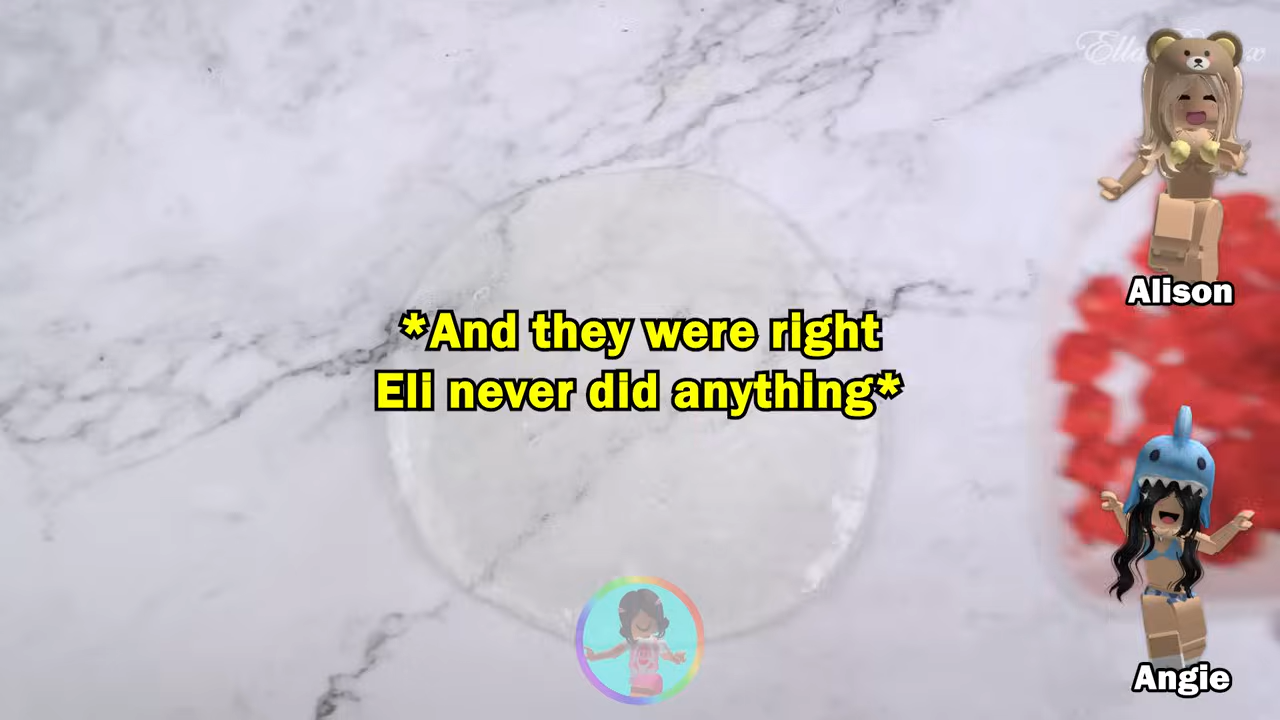 *And they were right
Eli never did anything*
Alison
Angie